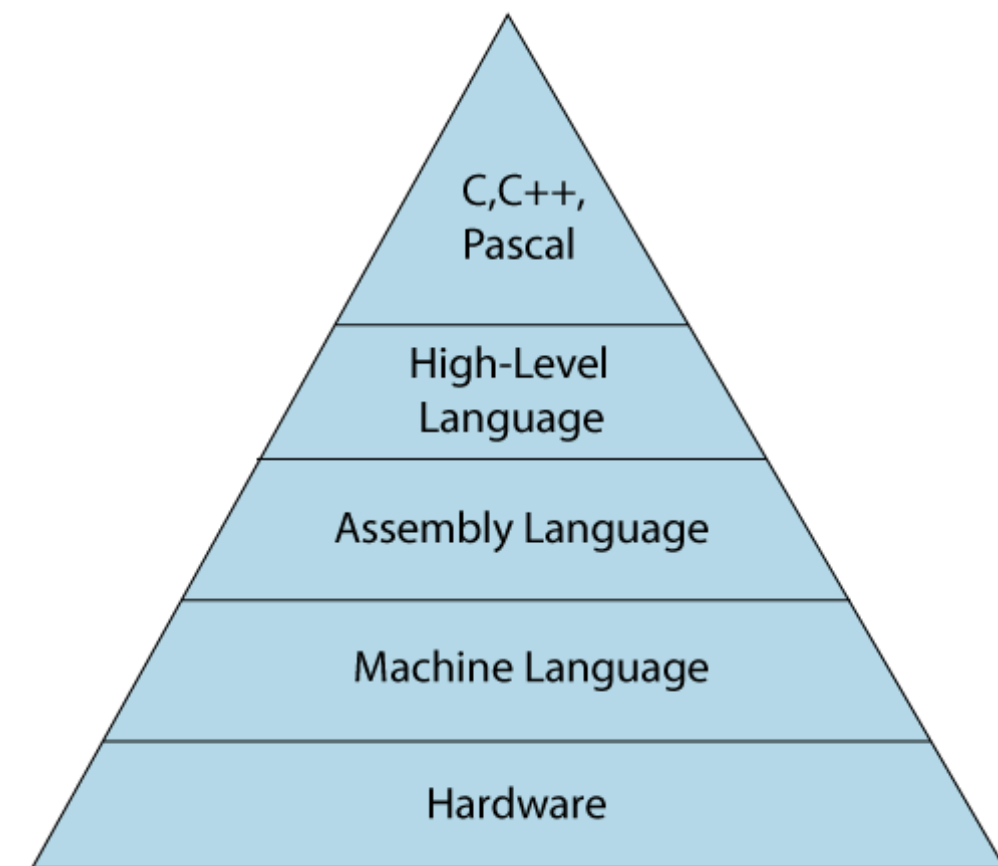 C,C++,
Pascal
High-Level
Language
Assembly Language
Machine Language
Hardware